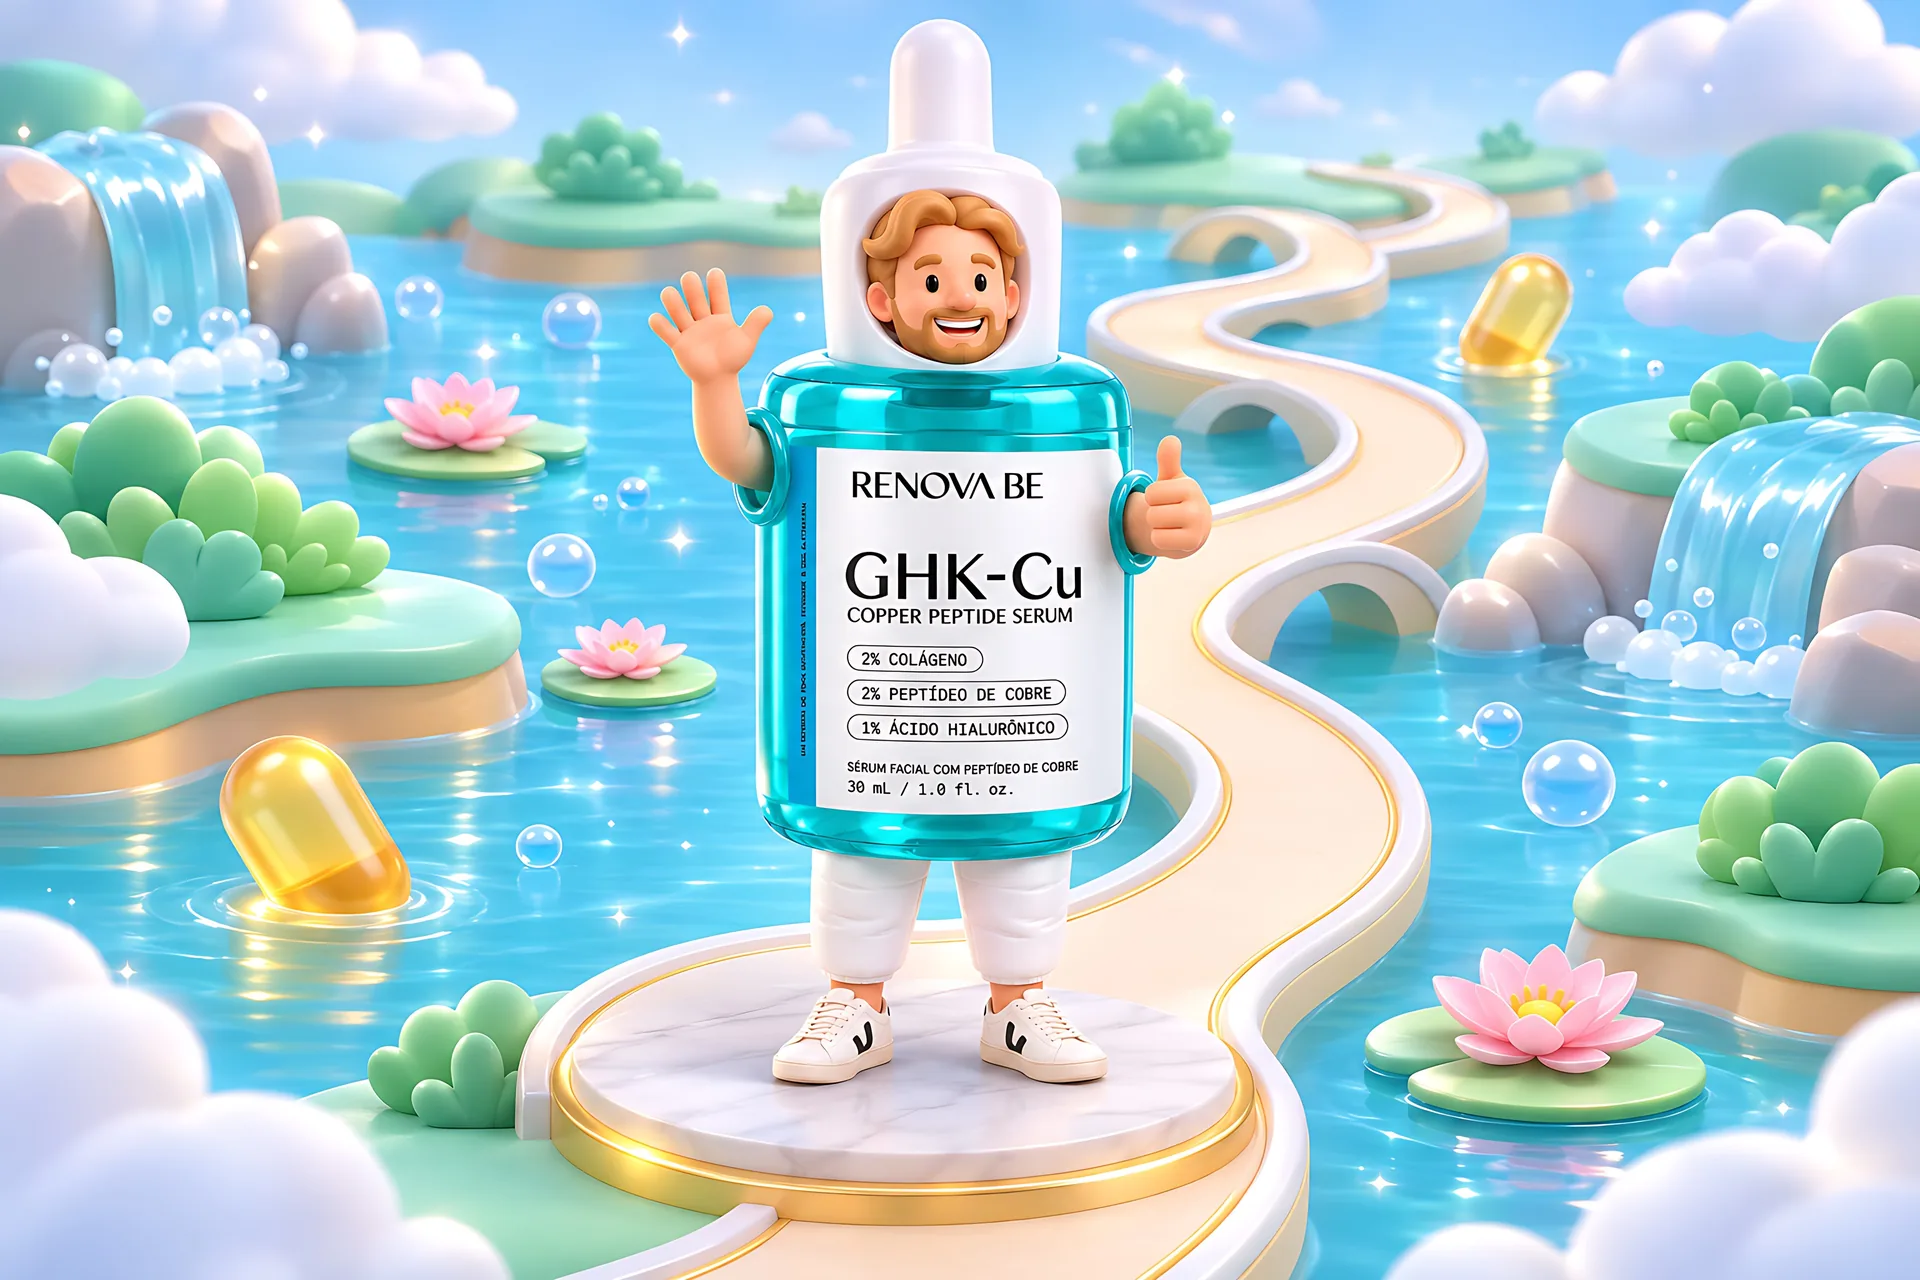 RENOVA BE
GHK-Cu
COPPER PEPTIDE SERUM
2% COLÁGENO
2% PEPTÍDEO DE COBRE
1% ÁCIDO HIALURÔNICO
SÉRUM FACIAL COM PEPTÍDEO DE COBRE
30 mL / 1.0 fl. oz.